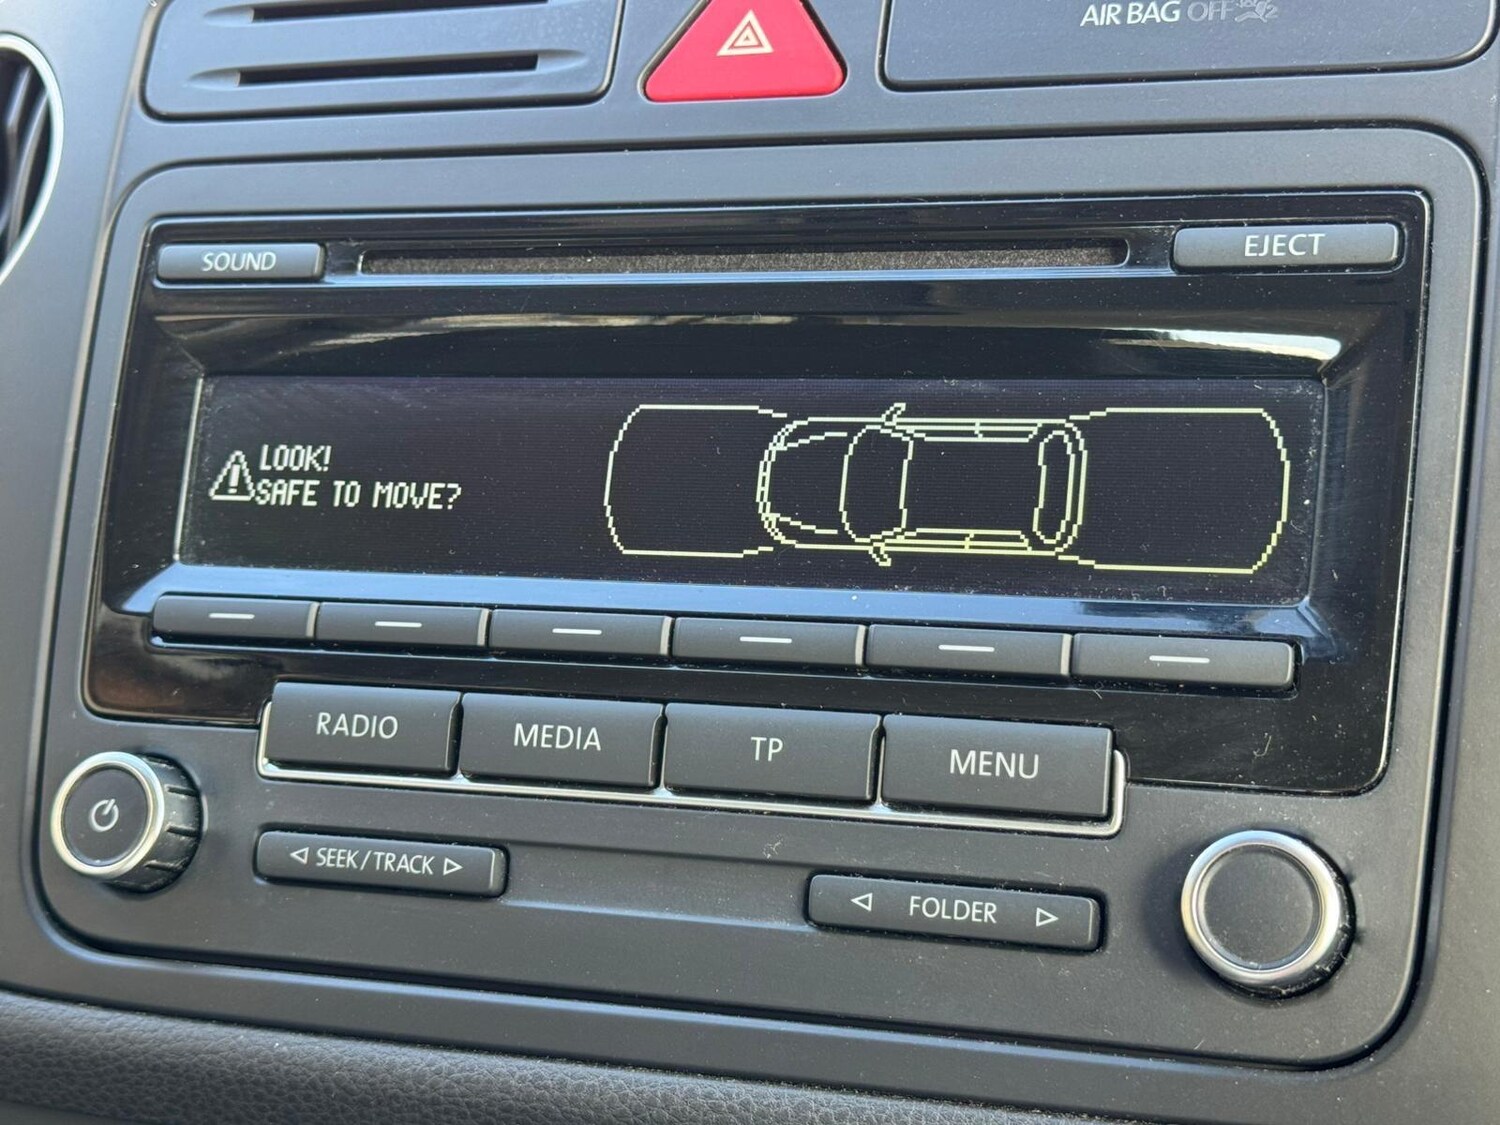 AIR BAG OFF
SOUND
EJECT
LOOK!
SAFE TO MOVE?
RADIO
MEDIA
TP
MENU
SEEK/TRACK
FOLDER